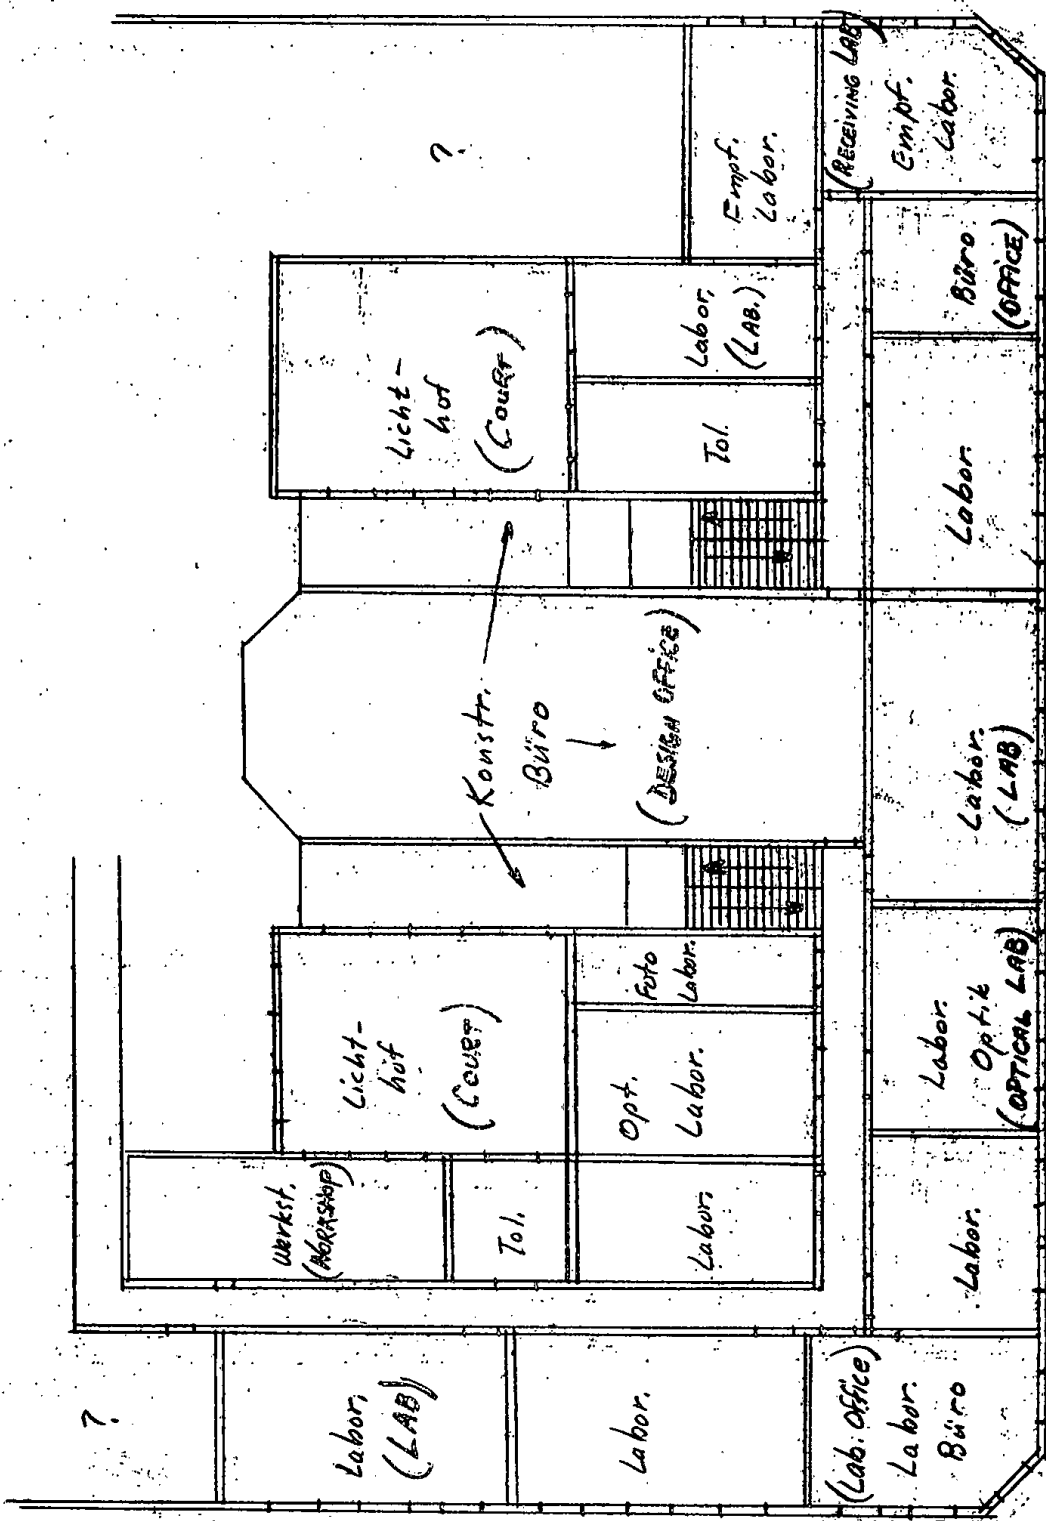 ?
Werkst.
(WORKSHOP)
Licht-
hof
(COURT)
Licht-
hof
(COURT)
?
Konstr.
Büro
(DESIGN OFFICE)
Labor.
(LAB)
Tol.
Labor.
Labor.
Opt.
Labor.
Foto
Labor.
Tol.
Labor.
(LAB.)
Empf.
Labor.
(Lab. Office)
Labor.
Büro
Labor.
Labor.
Optik
(OPTICAL LAB)
Labor.
(LAB)
Labor.
Büro
(OFFICE)
(RECEIVING LAB)
Empf.
Labor.